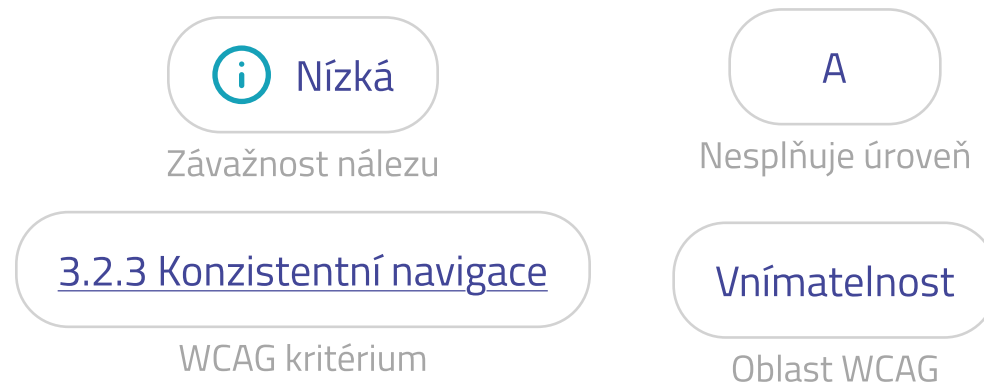 Nízká
A
Závažnost nálezu
Nesplňuje úroveň
3.2.3 Konzistentní navigace
Vnímatelnost
WCAG kritérium
Oblast WCAG